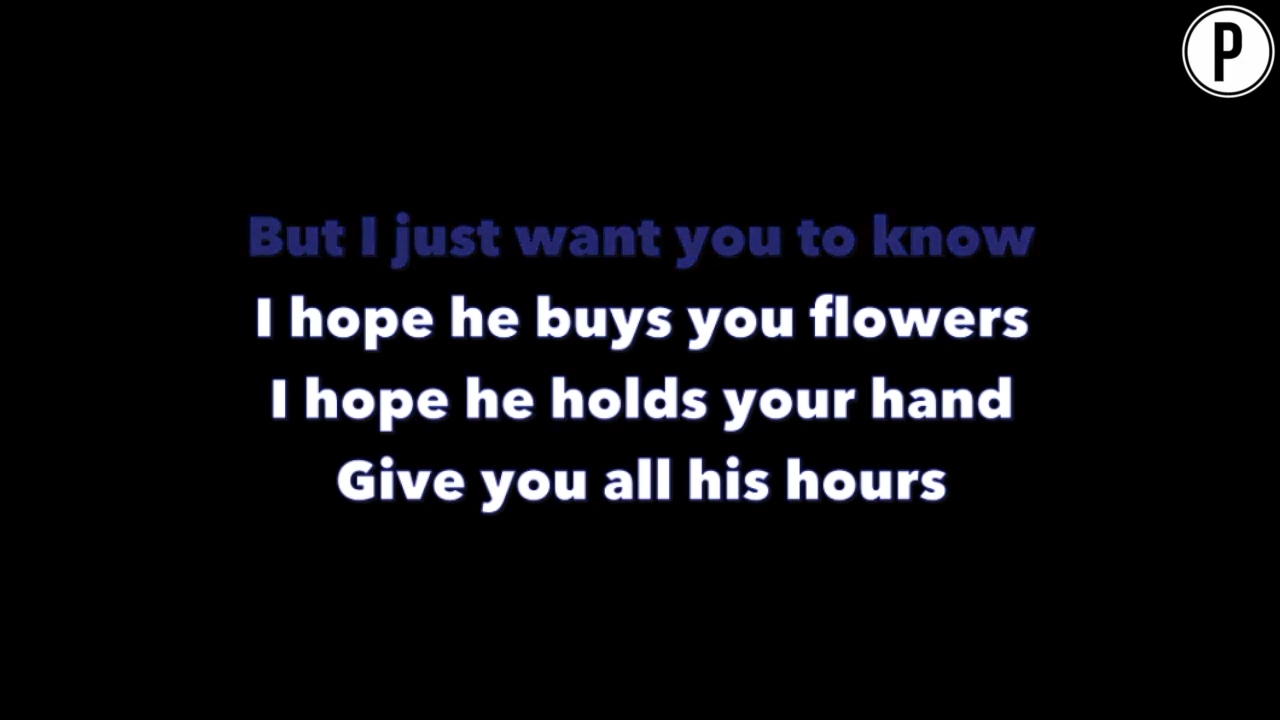 P
But I just want you to know
I hope he buys you flowers
I hope he holds your hand
Give you all his hours